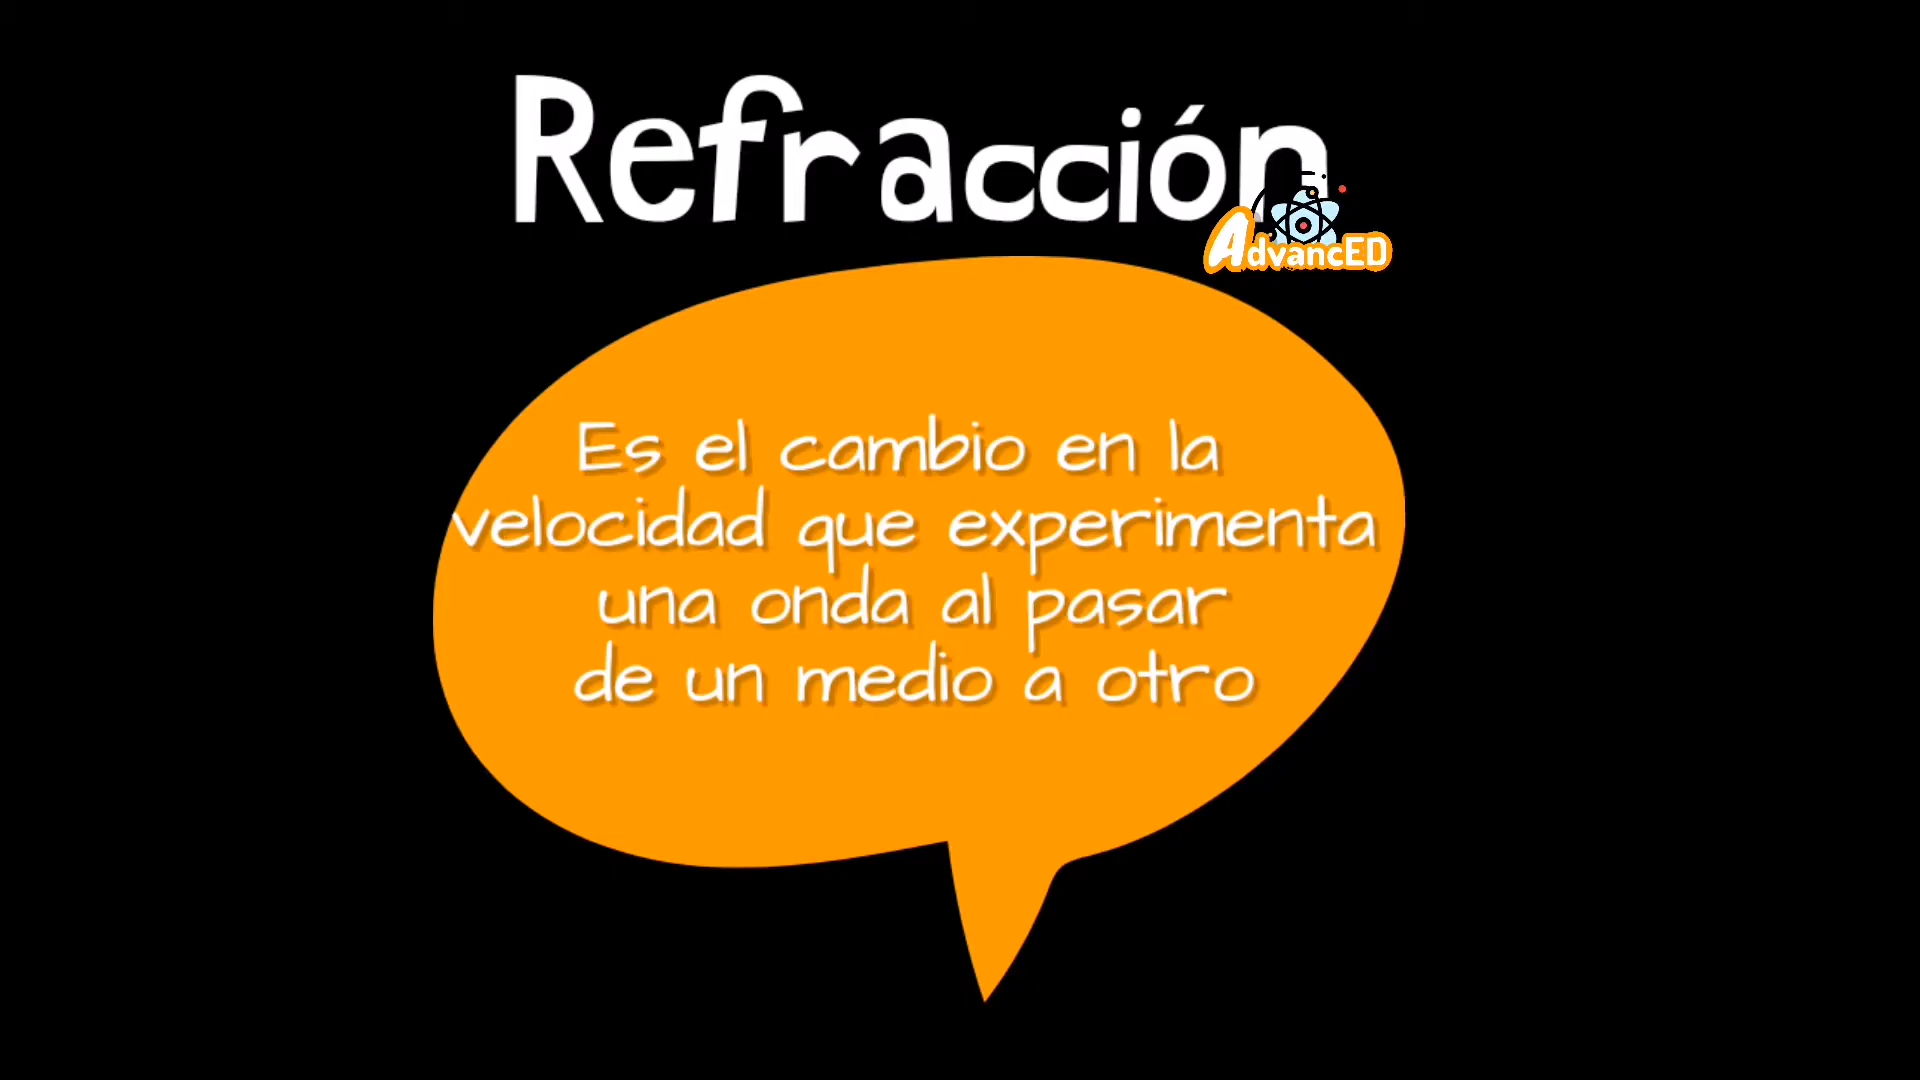 Refracción
AdvancED
Es el cambio en la
velocidad que experimenta
una onda al pasar
de un medio a otro